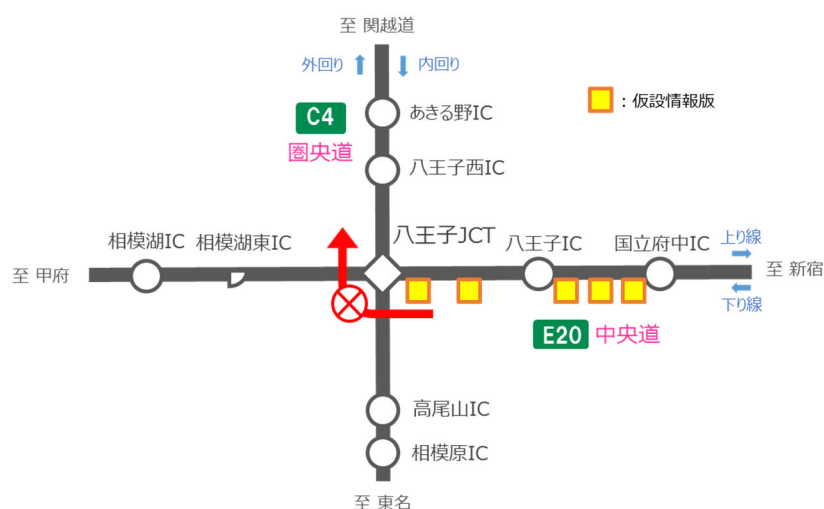 至 関越道
外回り
内回り
：仮設情報版
あきる野IC
C4
圏央道
八王子西IC
八王子JCT
相模湖IC
相模湖東IC
八王子IC
国立府中IC
上り線
至 甲府
至 新宿
下り線
E20
中央道
高尾山IC
相模原IC
至 東名